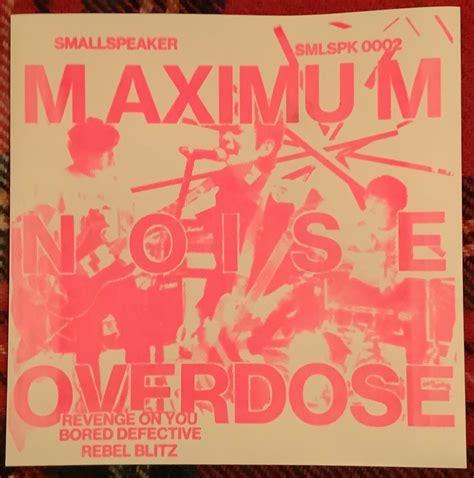 SMALLSPEAKER SMLSPK 0002
MAXIMUM
NOISE
OVERDOSE
REVENGE ON YOU
BORED DEFECTIVE
REBEL BLITZ